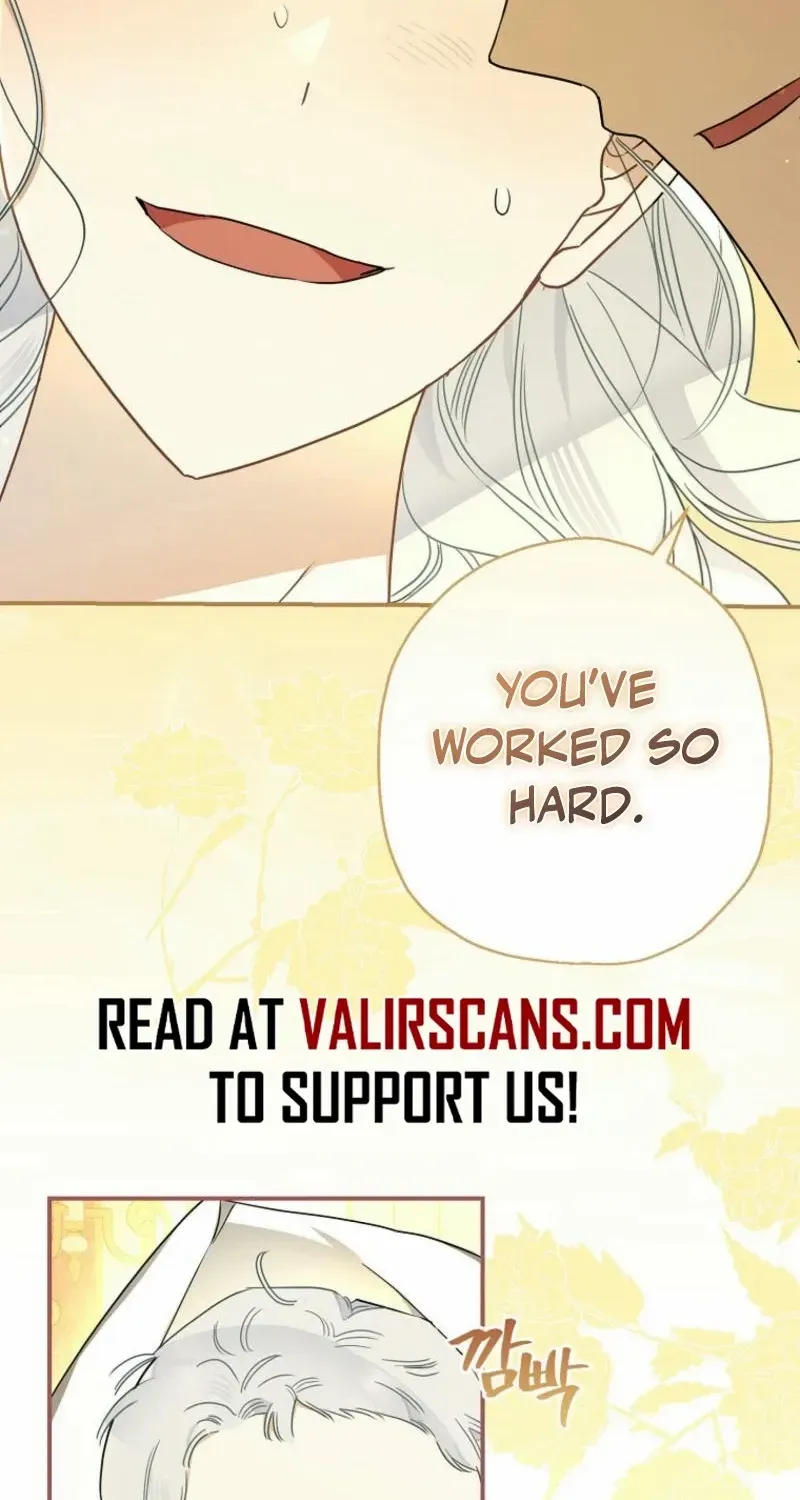 YOU'VE
WORKED SO
HARD.
READ AT VALIRSCANS.COM
TO SUPPORT US!
깜빡